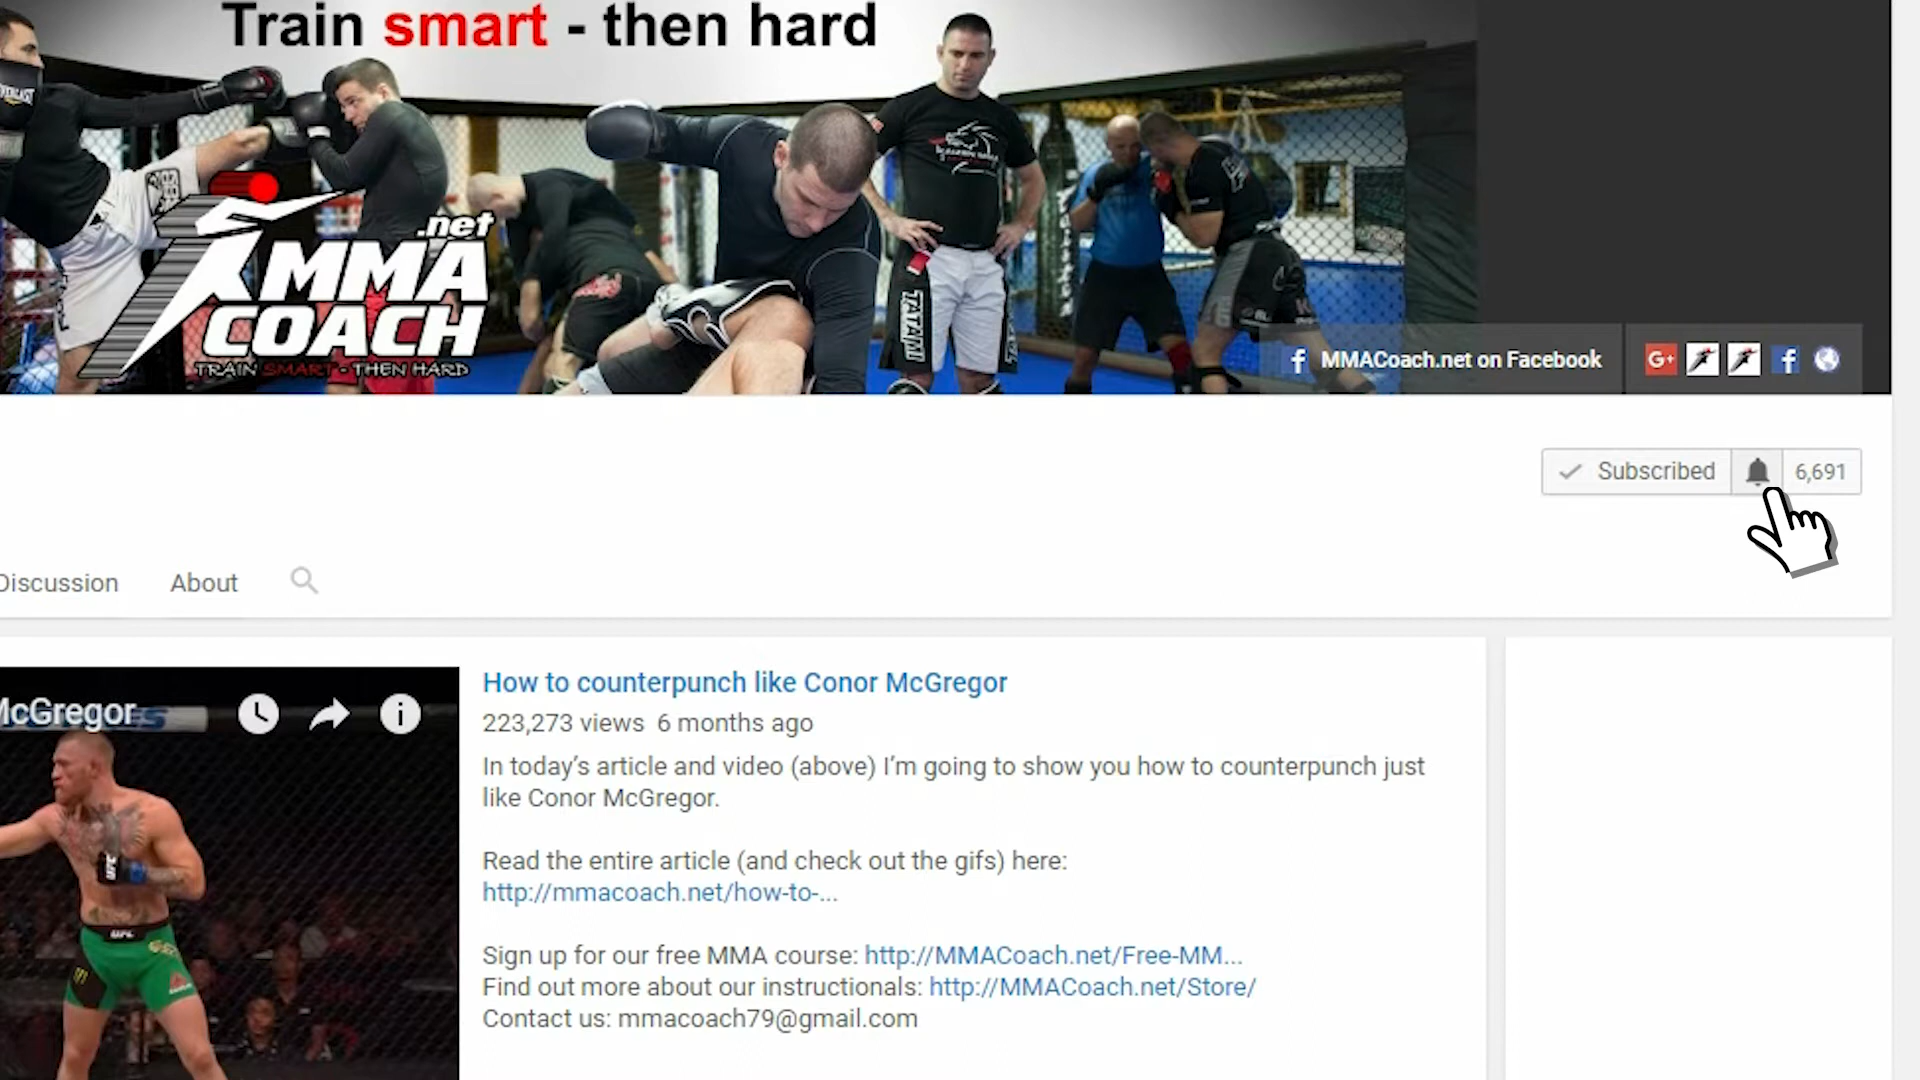 Train smart - then hard
EVERLAST
.net
MMA
COACH
TRAIN SMART - THEN HARD
TATAMI
f MMACoach.net on Facebook
G+
f
Subscribed
6,691
Discussion
About
McGregor
How to counterpunch like Conor McGregor
223,273 views 6 months ago
In today’s article and video (above) I’m going to show you how to counterpunch just
like Conor McGregor.
Read the entire article (and check out the gifs) here:
http://mmacoach.net/how-to-...
Sign up for our free MMA course: http://MMACoach.net/Free-MM...
Find out more about our instructionals: http://MMACoach.net/Store/
Contact us: mmacoach79@gmail.com
UFC
UFC